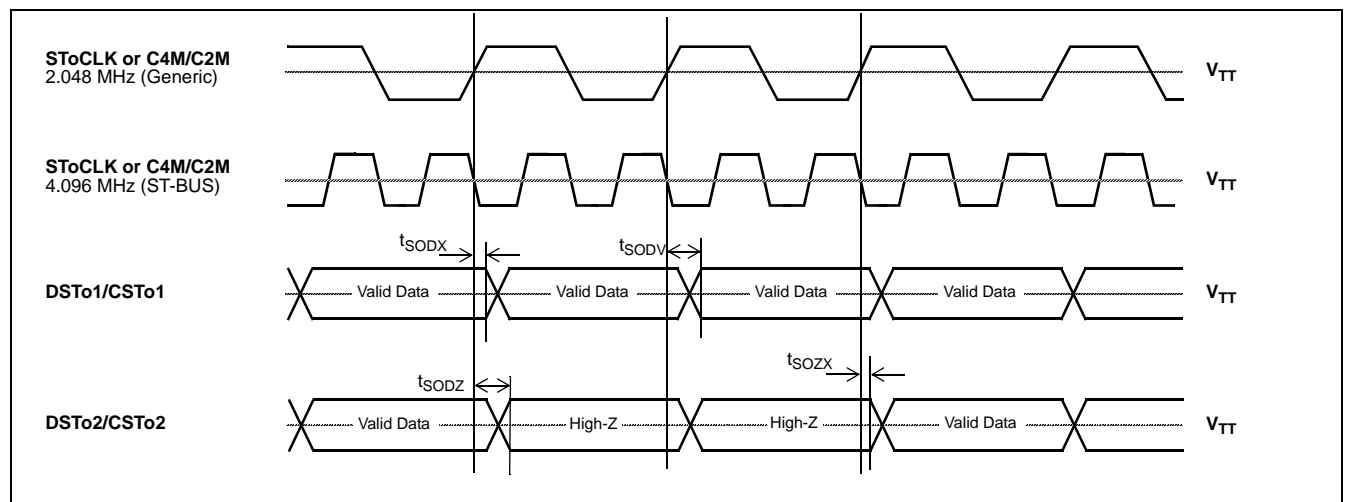 SToCLK or C4M/C2M
2.048 MHz (Generic)
VTT
SToCLK or C4M/C2M
4.096 MHz (ST-BUS)
VTT
tSODX
tSODV
DSTo1/CSTo1
Valid Data
Valid Data
Valid Data
Valid Data
VTT
tSODZ
tSOZX
DSTo2/CSTo2
Valid Data
High-Z
High-Z
Valid Data
VTT